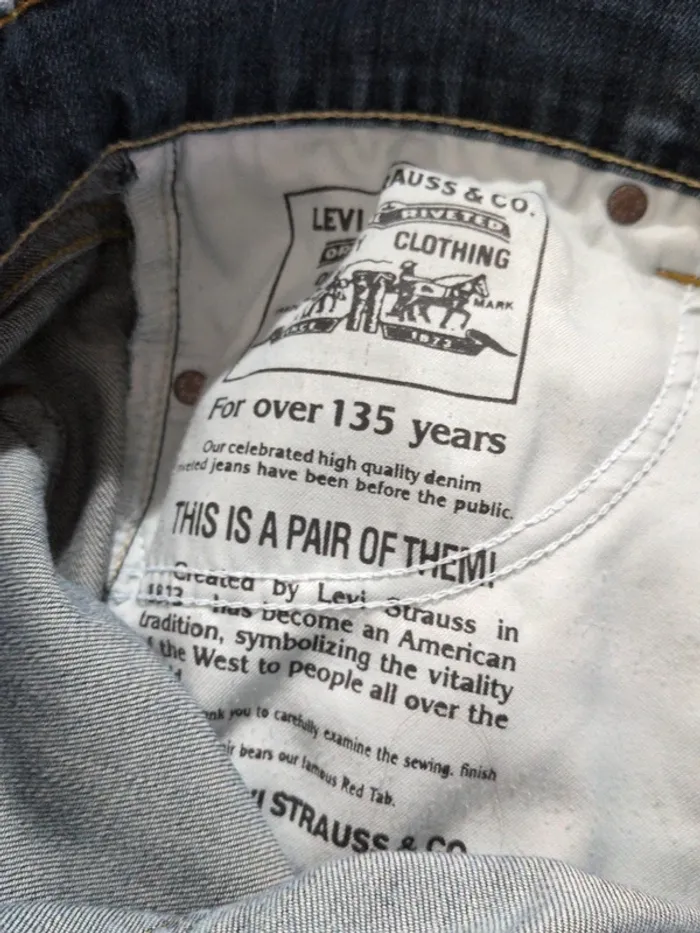 LEVI AUSS & CO.
RIVETED
CLOTHING
MARK
1873
For over 135 years
Our celebrated high quality denim
jeans have been before the public.
THIS IS A PAIR OF THEM!
Created by Levi Strauss in
has become an American
tradition, symbolizing the vitality
the West to people all over the
you to carefully examine the sewing, finish
bears our famous Red Tab.
STRAUSS & CO